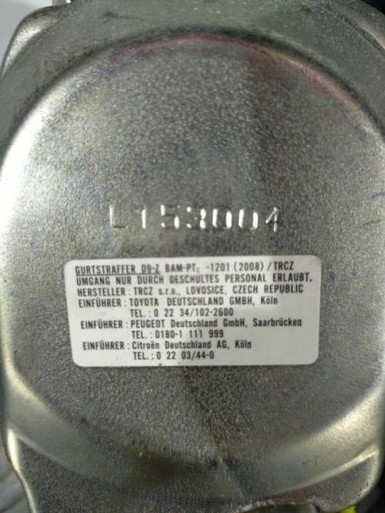 L153004
GURTSTRAFFER D9-Z BAM-PT₁ -1201 (2008) / TRCZ
UMGANG NUR DURCH GESCHULTES PERSONAL ERLAUBT.
HERSTELLER : TRCZ s.r.o., LOVOSICE, CZECH REPUBLIC
EINFÜHRER : TOYOTA DEUTSCHLAND GMBH, Köln
TEL. : 0 22 34/102-2600
EINFÜHRER : PEUGEOT Deutschland GmbH, Saarbrücken
TEL. : 0180-1 111 999
EINFÜHRER : Citroën Deutschland AG, Köln
TEL. : 0 22 03/44-0